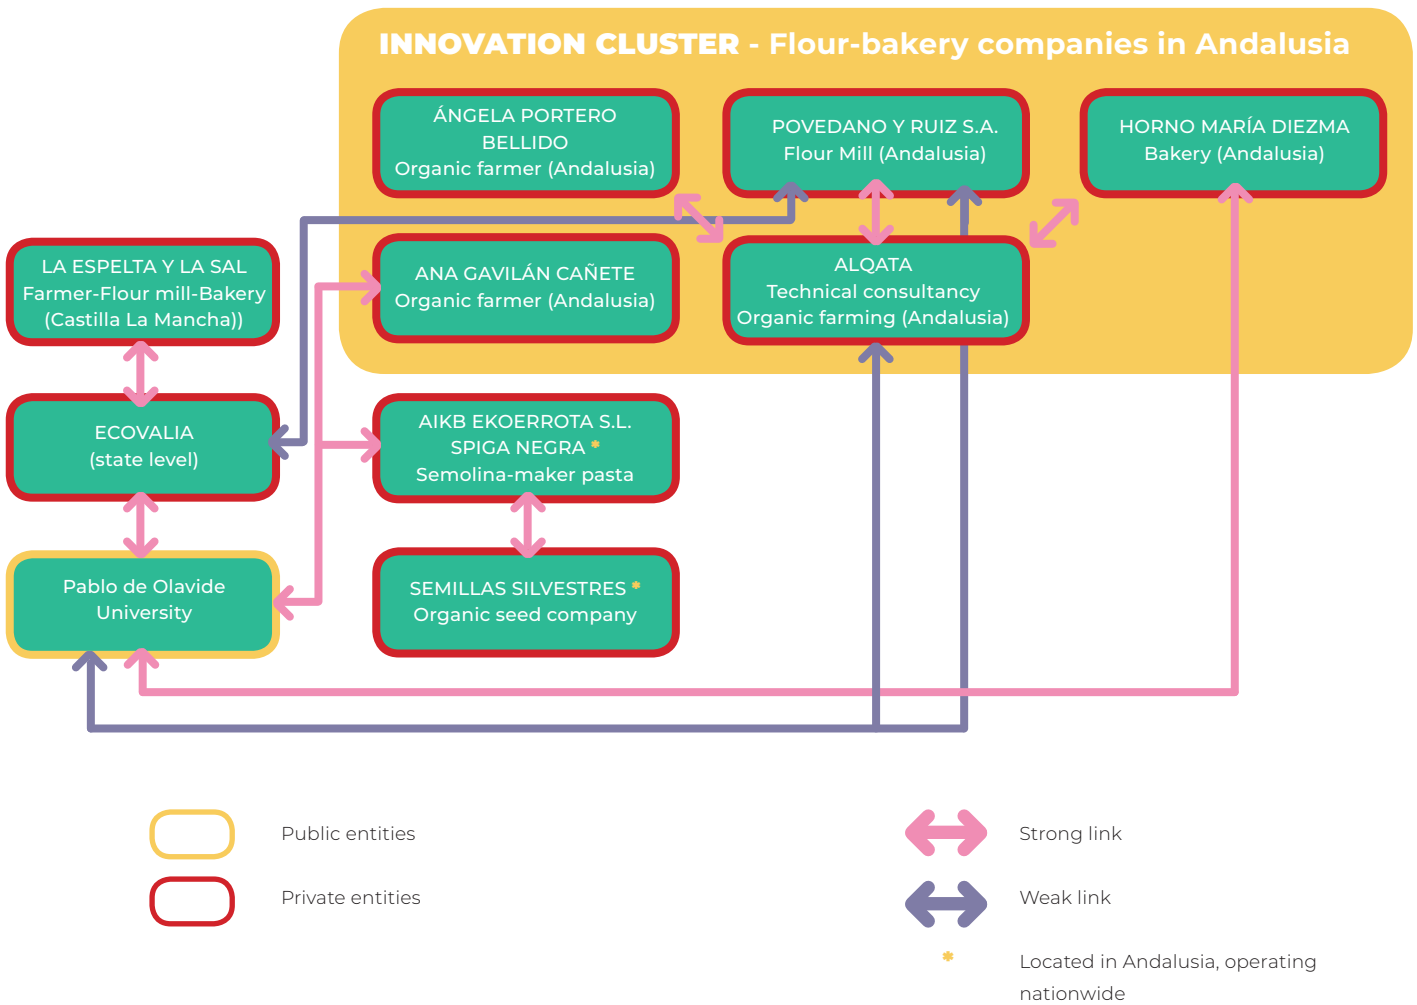 INNOVATION CLUSTER - Flour-bakery companies in Andalusia
ÁNGELA PORTERO
BELLIDO
Organic farmer (Andalusia)
POVEDANO Y RUIZ S.A.
Flour Mill (Andalusia)
HORNO MARÍA DIEZMA
Bakery (Andalusia)
LA ESPELTA Y LA SAL
Farmer-Flour mill-Bakery
(Castilla La Mancha))
ANA GAVILÁN CAÑETE
Organic farmer (Andalusia)
ALQATA
Technical consultancy
Organic farming (Andalusia)
ECOVALIA
(state level)
AIKB EKOERROTA S.L.
SPIGA NEGRA *
Semolina-maker pasta
Pablo de Olavide
University
SEMILLAS SILVESTRES *
Organic seed company
Public entities
Private entities
Strong link
Weak link
* Located in Andalusia, operating
nationwide